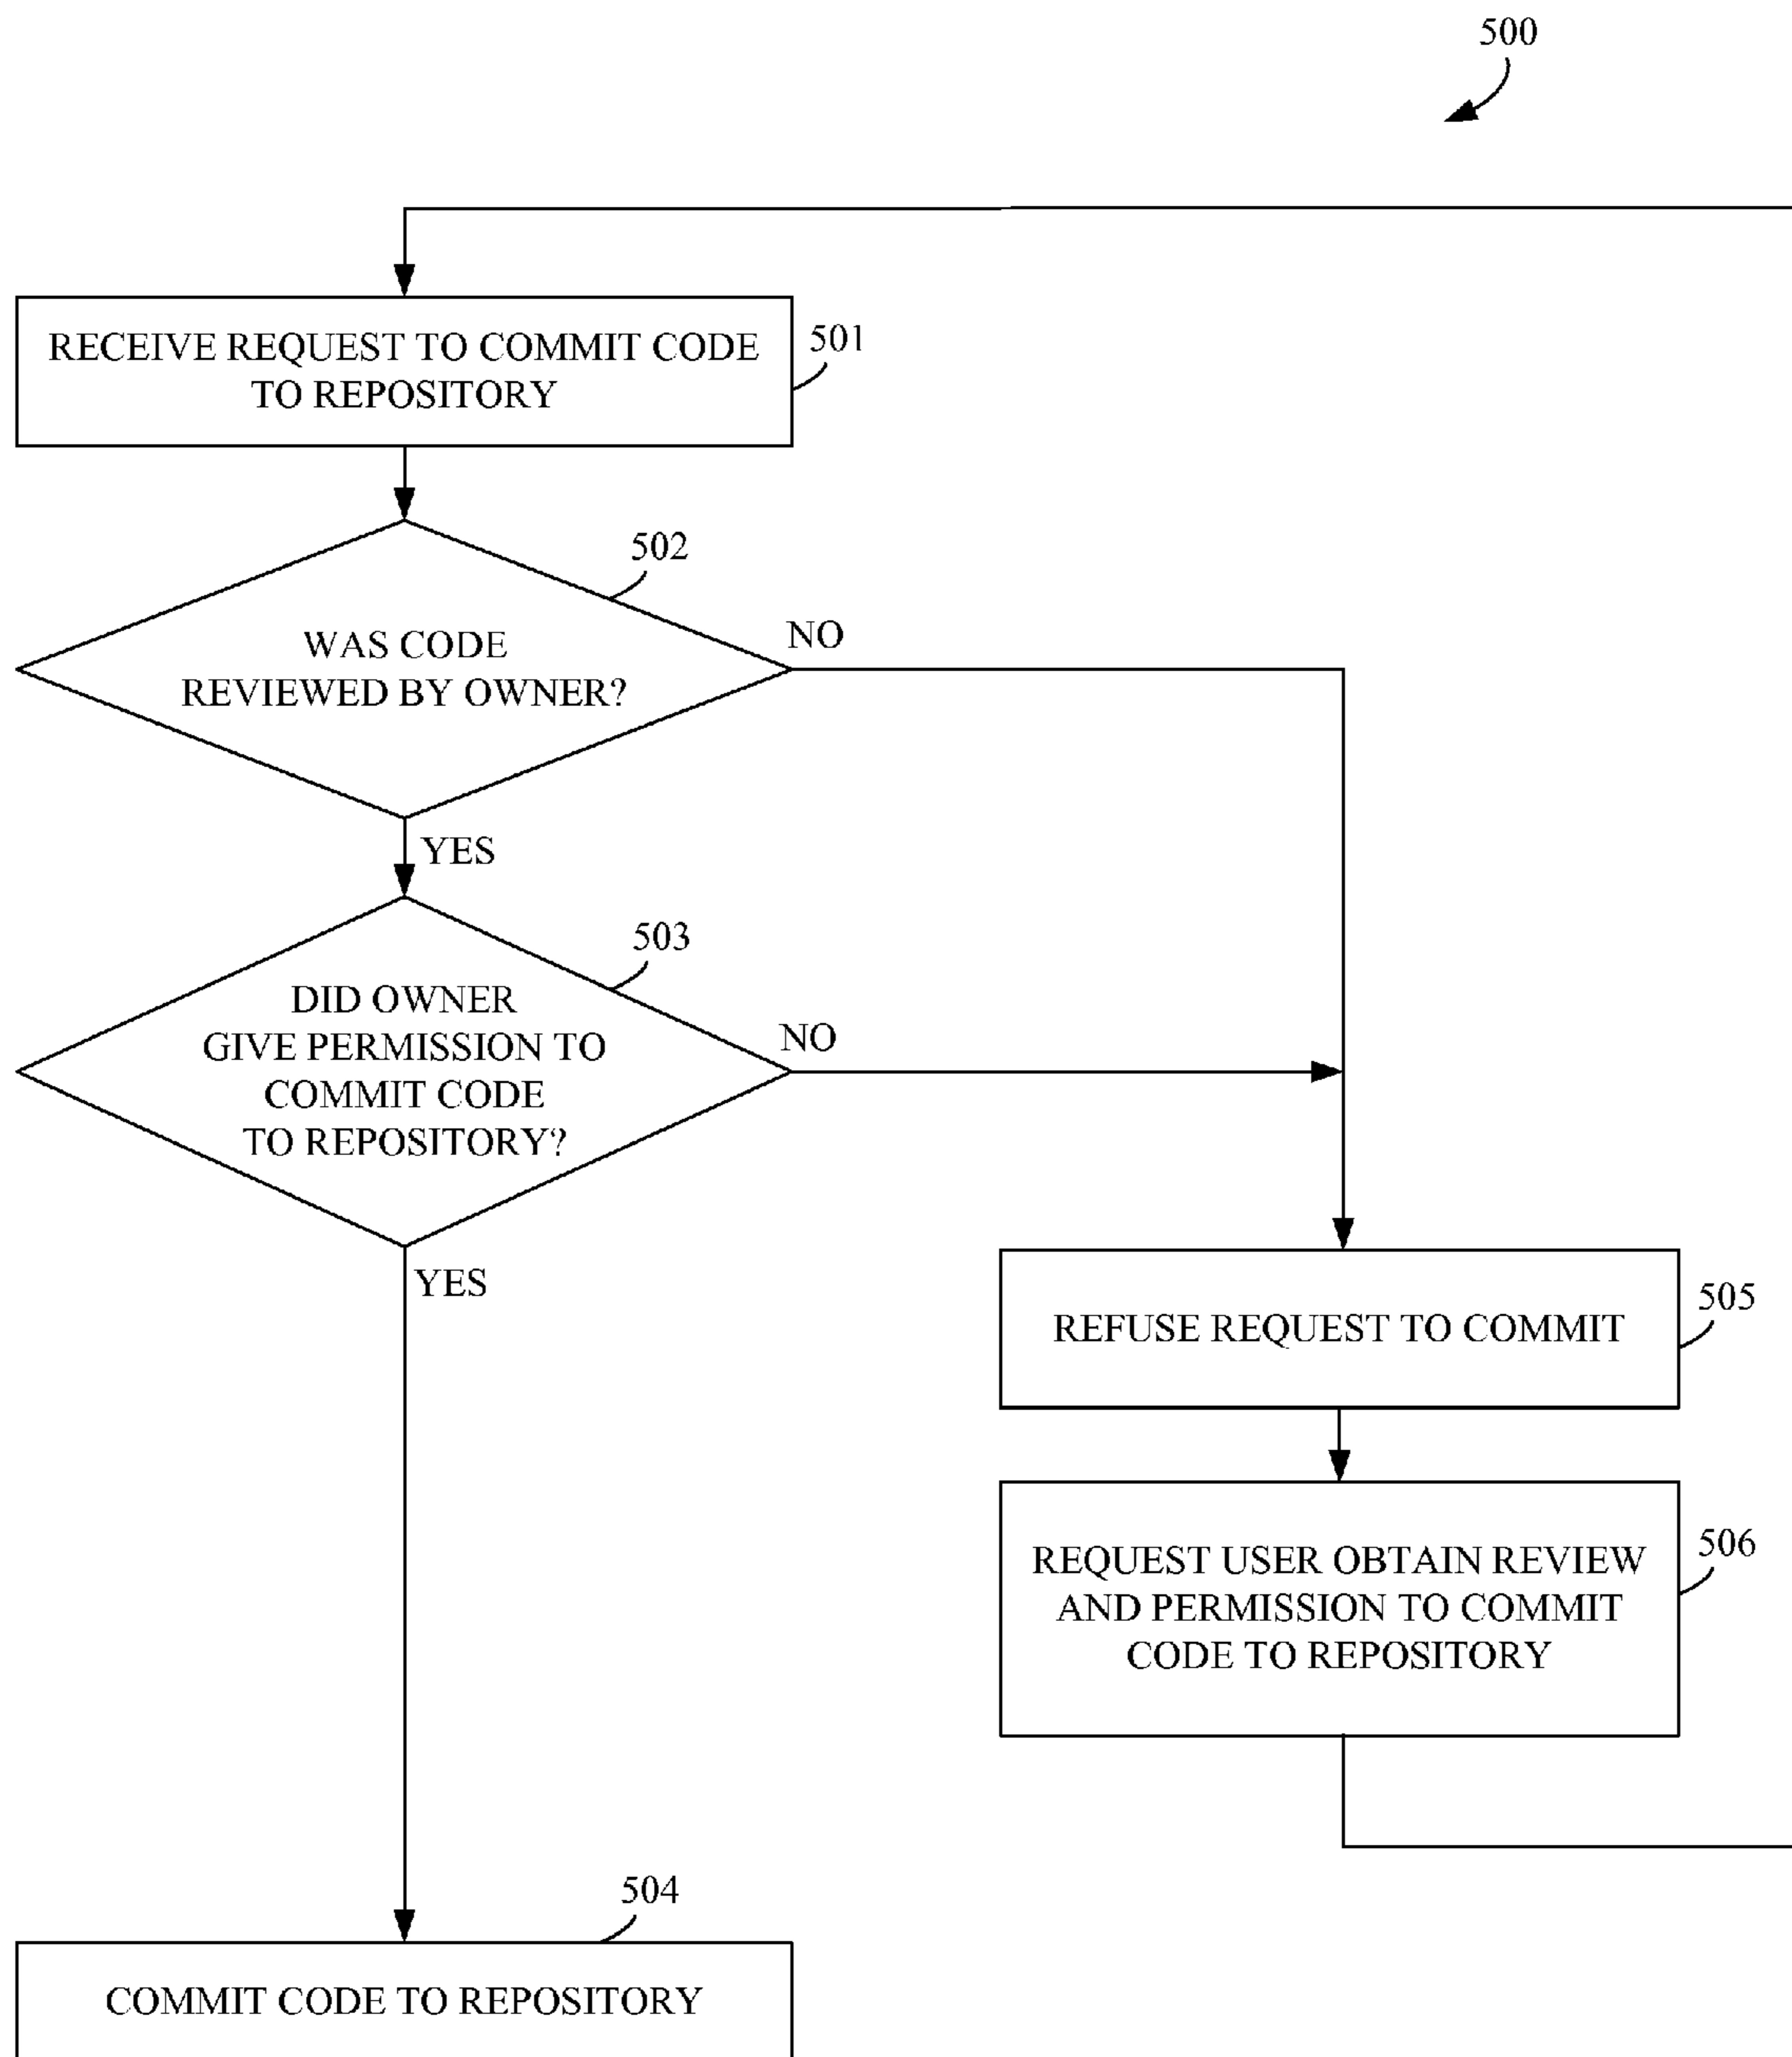 500
RECEIVE REQUEST TO COMMIT CODE
TO REPOSITORY
501
502
WAS CODE
REVIEWED BY OWNER?
NO
YES
503
DID OWNER
GIVE PERMISSION TO
COMMIT CODE
TO REPOSITORY?
NO
YES
505
REFUSE REQUEST TO COMMIT
506
REQUEST USER OBTAIN REVIEW
AND PERMISSION TO COMMIT
CODE TO REPOSITORY
504
COMMIT CODE TO REPOSITORY